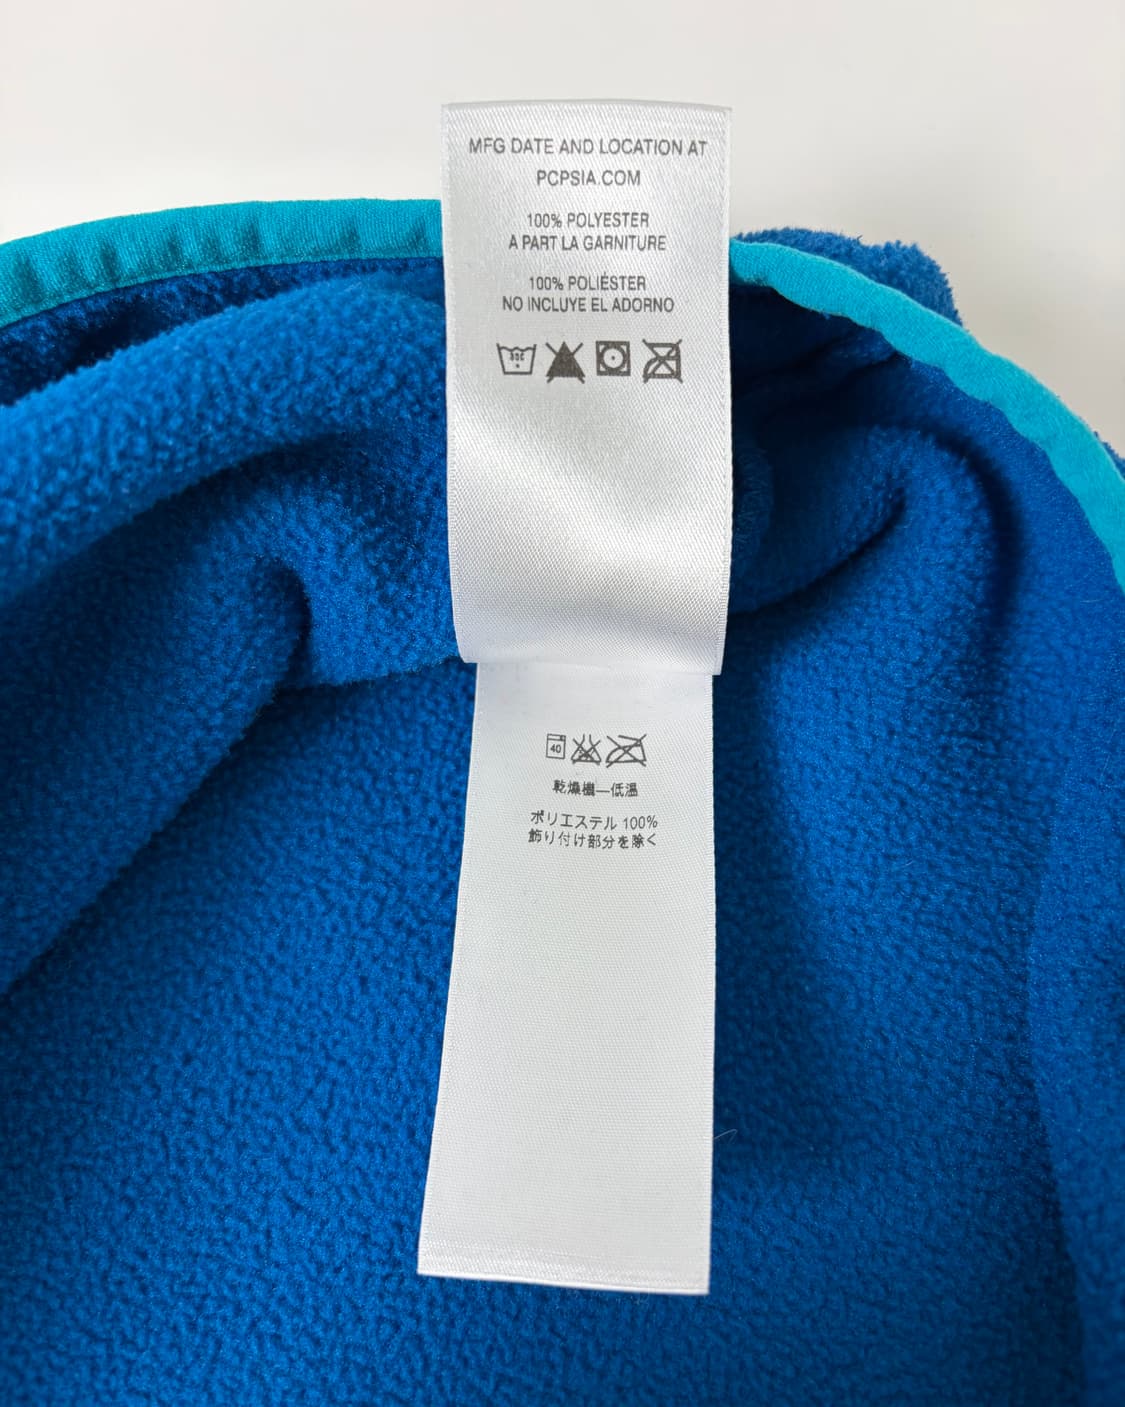 MFG DATE AND LOCATION AT
PCPSIA.COM
100% POLYESTER
A PART LA GARNITURE
100% POLIÉSTER
NO INCLUYE EL ADORNO
30C
40
乾燥機—低温
ポリエステル 100%
飾り付け部分を除く